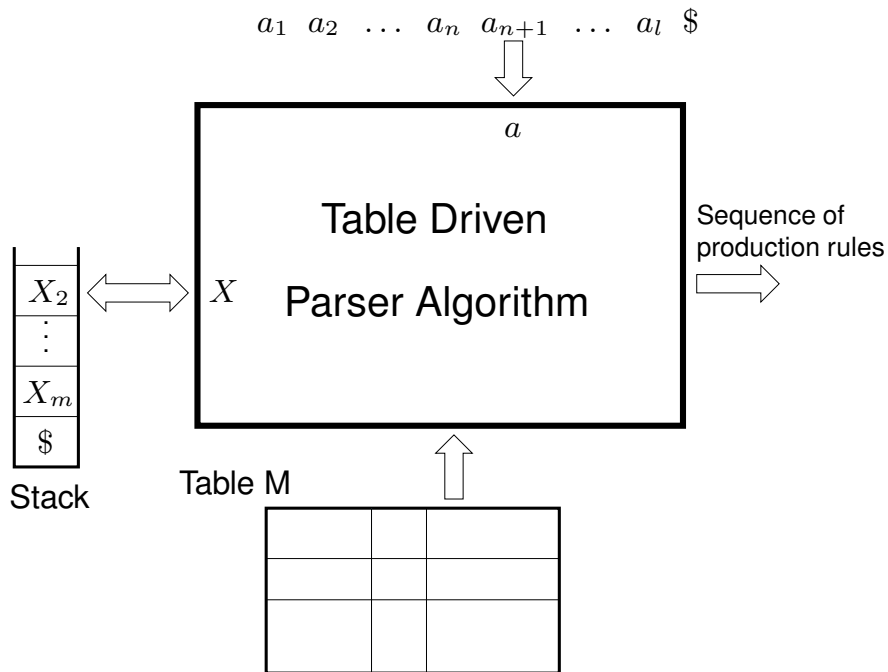 a₁ a₂ … aₙ aₙ₊₁ … aₗ $
a
Table Driven
Parser Algorithm
X
Sequence of
production rules
X₂
⋮
Xₘ
$
Stack
Table M